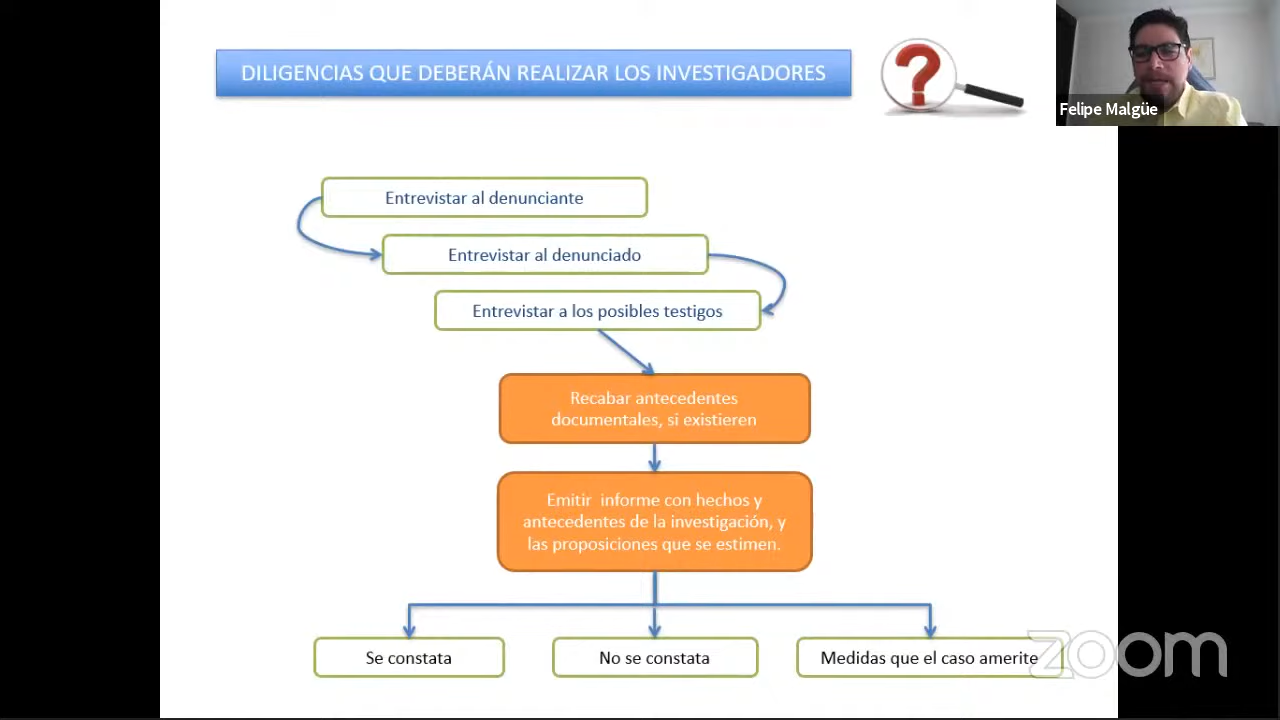 DILIGENCIAS QUE DEBERÁN REALIZAR LOS INVESTIGADORES
?
Felipe Malgüe
Entrevistar al denunciante
Entrevistar al denunciado
Entrevistar a los posibles testigos
Recabar antecedentes
documentales, si existieren
Emitir informe con hechos y
antecedentes de la investigación, y
las proposiciones que se estimen.
Se constata
No se constata
Medidas que el caso amerite
zoom